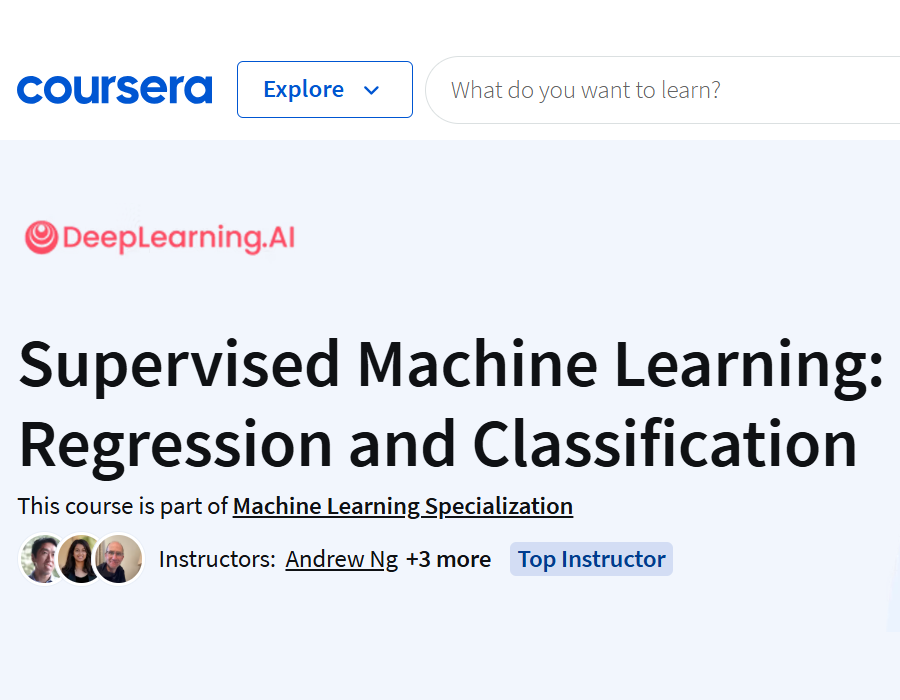 coursera Explore What do you want to learn?
DeepLearning.AI
Supervised Machine Learning:
Regression and Classification
This course is part of Machine Learning Specialization
Instructors: Andrew Ng +3 more Top Instructor